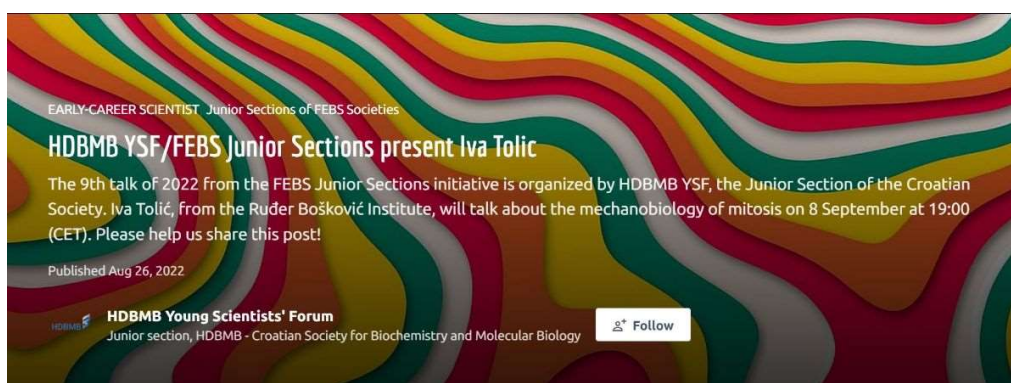 EARLY-CAREER SCIENTIST Junior Sections of FEBS Societies
HDBMB YSF/FEBS Junior Sections present Iva Tolic
The 9th talk of 2022 from the FEBS Junior Sections initiative is organized by HDBMB YSF, the Junior Section of the Croatian
Society. Iva Tolić, from the Ruđer Bošković Institute, will talk about the mechanobiology of mitosis on 8 September at 19:00
(CET). Please help us share this post!
Published Aug 26, 2022
HDBMB
HDBMB Young Scientists' Forum
Junior section, HDBMB - Croatian Society for Biochemistry and Molecular Biology
Follow